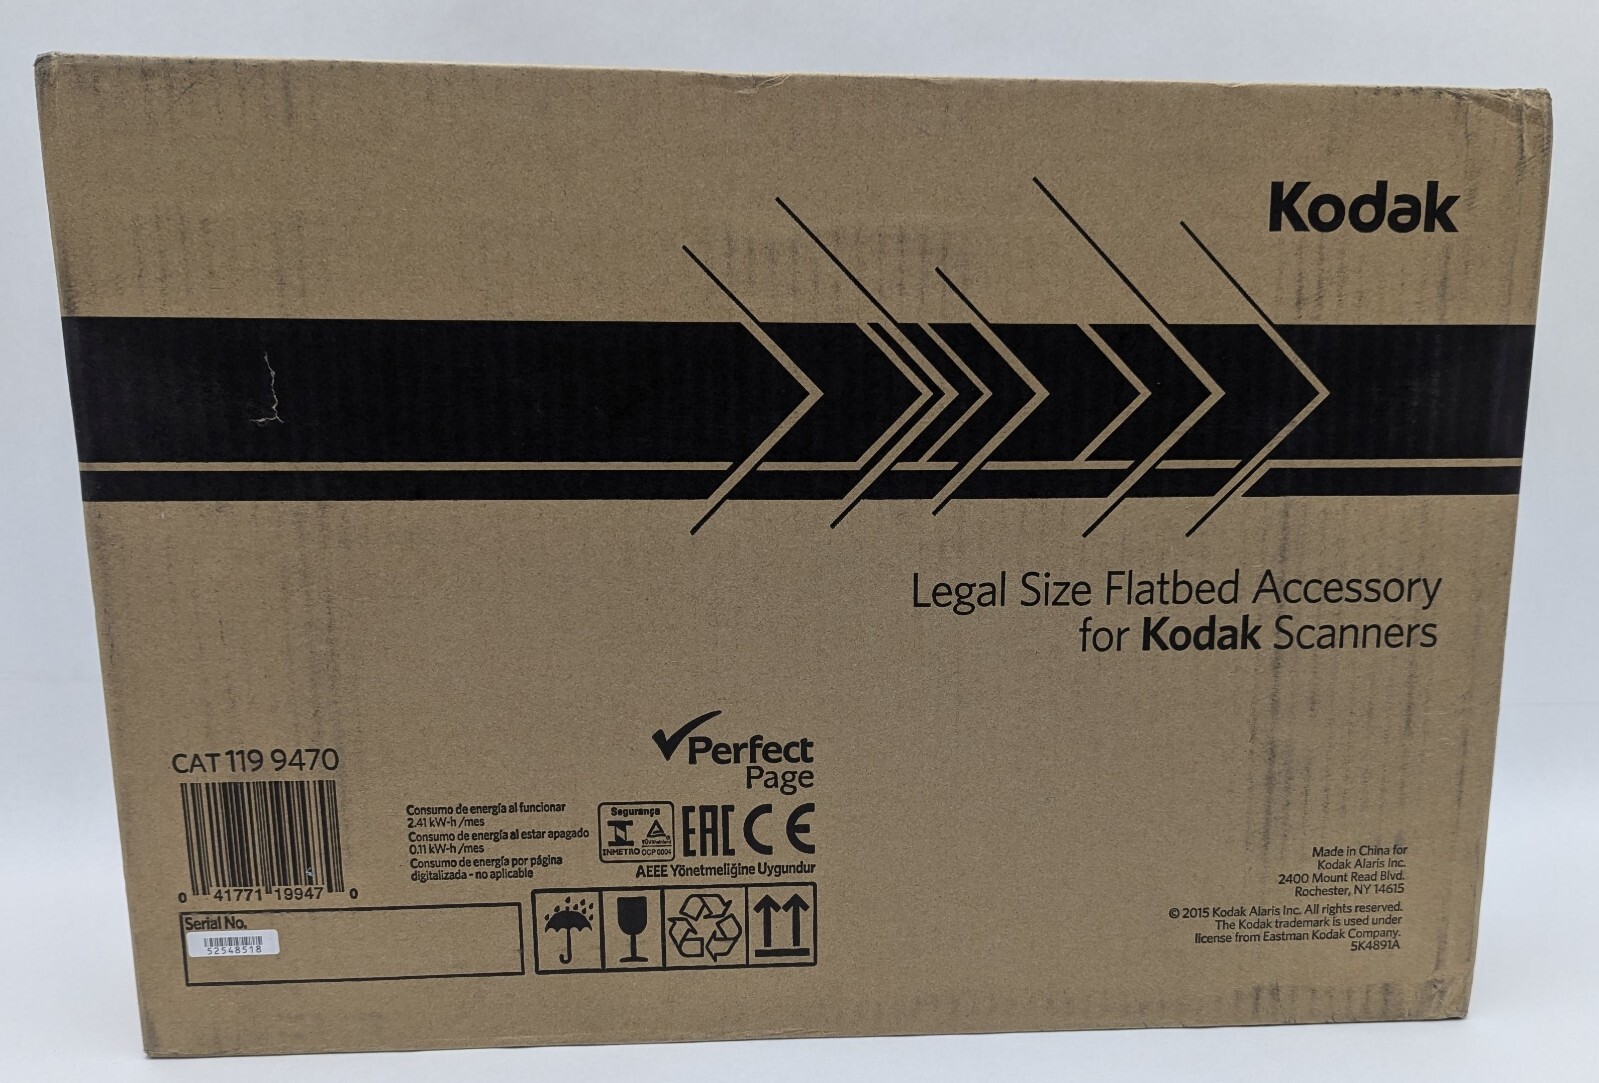 Kodak
Legal Size Flatbed Accessory
for Kodak Scanners
Perfect
Page
CAT 119 9470
0 41771 19947 0
Serial No.
52548518
Consumo de energía al funcionar
2.41 kW-h /mes
Consumo de energía al estar apagado
0.11 kW-h /mes
Consumo de energía por página
digitalizada - no aplicable
Segurança
TÜVRheinland
INMETRO OCP 0004
EAC CE
AEEE Yönetmeliğine Uygundur
Made in China for
Kodak Alaris Inc.
2400 Mount Read Blvd.
Rochester, NY 14615
© 2015 Kodak Alaris Inc. All rights reserved.
The Kodak trademark is used under
license from Eastman Kodak Company.
5K4891A